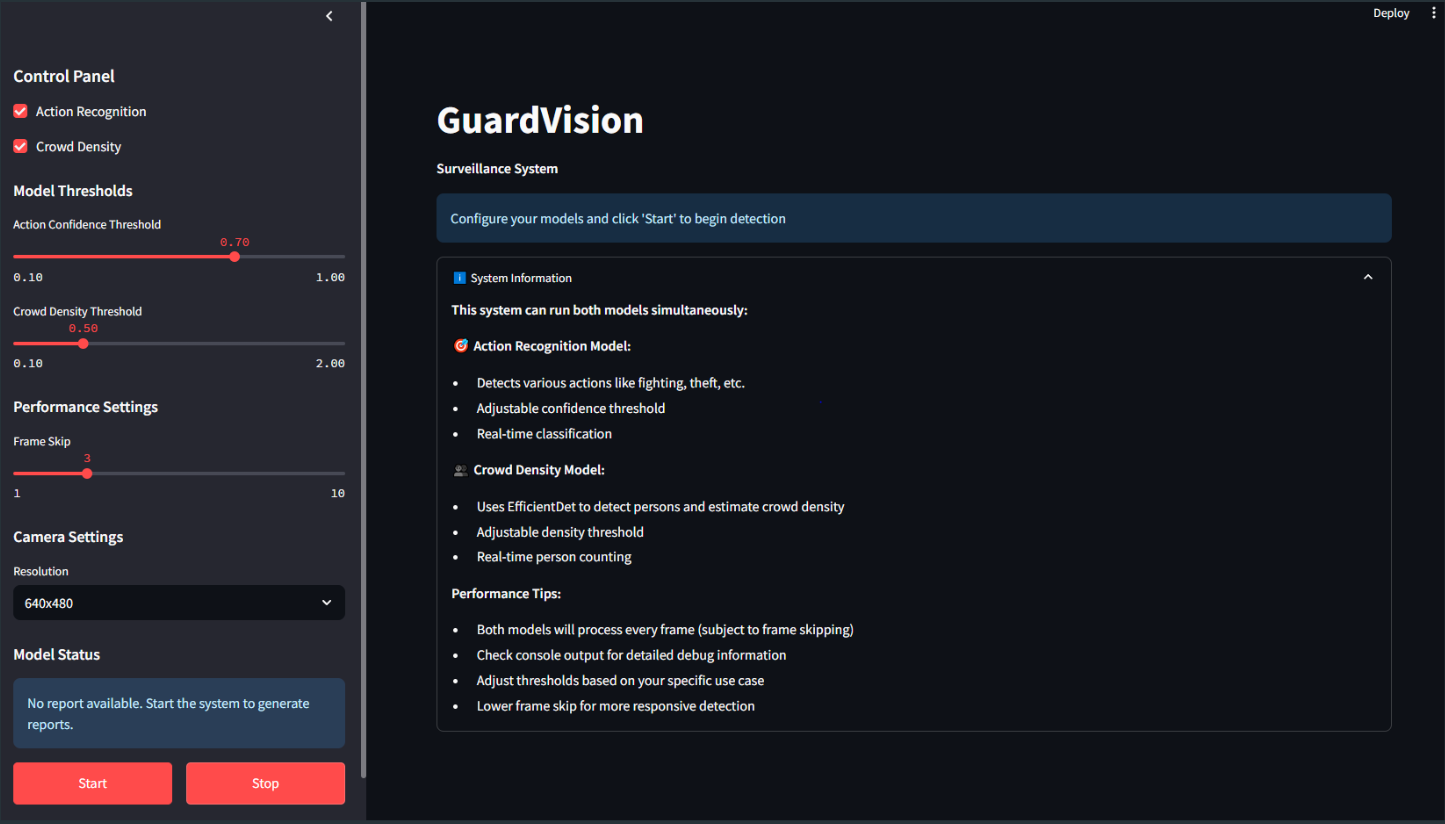 Deploy
Control Panel
Action Recognition
Crowd Density
Model Thresholds
Action Confidence Threshold
0.70
0.10 1.00
Crowd Density Threshold
0.50
0.10 2.00
Performance Settings
Frame Skip
3
1 10
Camera Settings
Resolution
640x480
Model Status
No report available. Start the system to generate
reports.
Start Stop
GuardVision
Surveillance System
Configure your models and click 'Start' to begin detection
System Information
This system can run both models simultaneously:
Action Recognition Model:
• Detects various actions like fighting, theft, etc.
• Adjustable confidence threshold
• Real-time classification
Crowd Density Model:
• Uses EfficientDet to detect persons and estimate crowd density
• Adjustable density threshold
• Real-time person counting
Performance Tips:
• Both models will process every frame (subject to frame skipping)
• Check console output for detailed debug information
• Adjust thresholds based on your specific use case
• Lower frame skip for more responsive detection